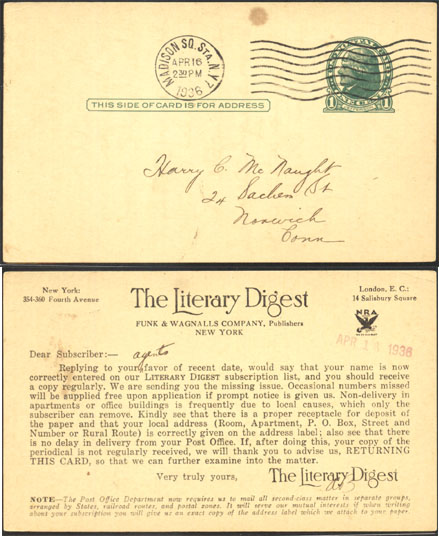 MADISON SQ. STA. N.Y.
APR 16
2 30 PM
1936
THIS SIDE OF CARD IS FOR ADDRESS
1 1
Harry C. McNaught
24 Sachem St
Norwich
Conn
New York:
354-360 Fourth Avenue
The Literary Digest
FUNK & WAGNALLS COMPANY, Publishers
NEW YORK
London, E. C.:
14 Salisbury Square
NRA
APR 1 1936
Dear Subscriber:— agents
Replying to your favor of recent date, would say that your name is now
correctly entered on our LITERARY DIGEST subscription list, and you should receive
a copy regularly. We are sending you the missing issue. Occasional numbers missed
will be supplied free upon application if prompt notice is given us. Non-delivery in
apartments or office buildings is frequently due to local causes, which only the
subscriber can remove. Kindly see that there is a proper receptacle for deposit of
the paper and that your local address (Room, Apartment, P. O. Box, Street and
Number or Rural Route) is correctly given on the address label; also see that there
is no delay in delivery from your Post Office. If, after doing this, your copy of the
periodical is not regularly received, we will thank you to advise us, RETURNING
THIS CARD, so that we can further examine into the matter.
Very truly yours,
The Literary Digest
NOTE—The Post Office Department now requires us to mail all second-class matter in separate groups,
arranged by States, railroad routes, and postal zones. It will serve our mutual interests if when writing
about your subscription you will give us an exact copy of the address label which we attach to your paper.